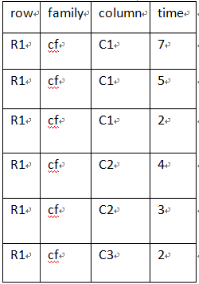 row family column time
R1 cf C1 7
R1 cf C1 5
R1 cf C1 2
R1 cf C2 4
R1 cf C2 3
R1 cf C3 2